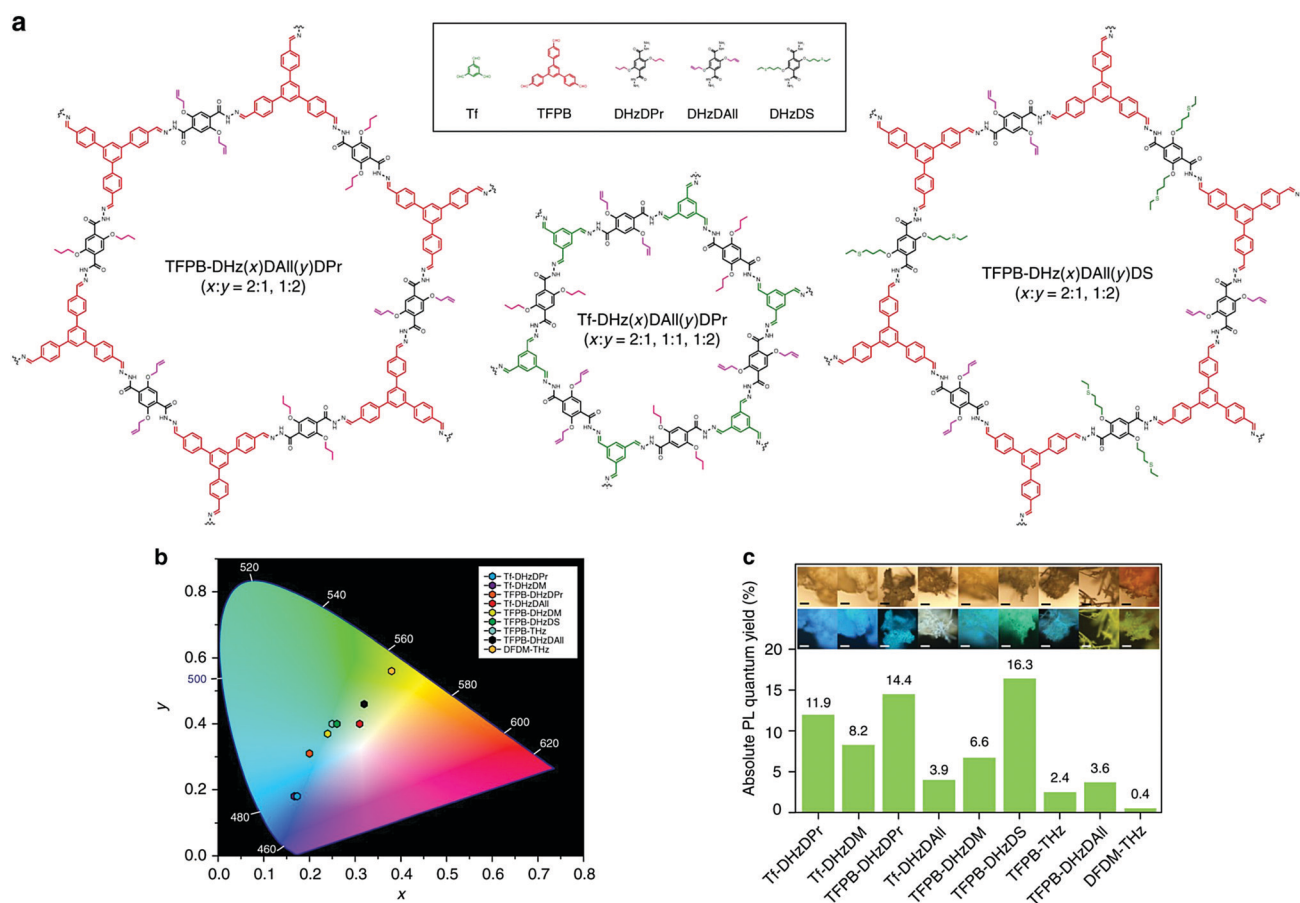 a
Tf
TFPB
DHzDPr
DHzDAll
DHzDS
TFPB-DHz(x)DAll(y)DPr
(x:y = 2:1, 1:2)
Tf-DHz(x)DAll(y)DPr
(x:y = 2:1, 1:1, 1:2)
TFPB-DHz(x)DAll(y)DS
(x:y = 2:1, 1:2)
b
0.8
0.6
0.4
0.2
0.0
y
0.0
0.1
0.2
0.3
0.4
0.5
0.6
0.7
0.8
x
520
540
560
580
600
620
500
480
460
Tf-DHzDPr
Tf-DHzDM
TFPB-DHzDPr
Tf-DHzDAll
TFPB-DHzDM
TFPB-DHzDS
TFPB-THz
TFPB-DHzDAll
DFDM-THz
c
Absolute PL quantum yield (%)
20
15
10
5
0
11.9
8.2
14.4
3.9
6.6
16.3
2.4
3.6
0.4
Tf-DHzDPr
Tf-DHzDM
TFPB-DHzDPr
Tf-DHzDAll
TFPB-DHzDM
TFPB-DHzDS
TFPB-THz
TFPB-DHzDAll
DFDM-THz